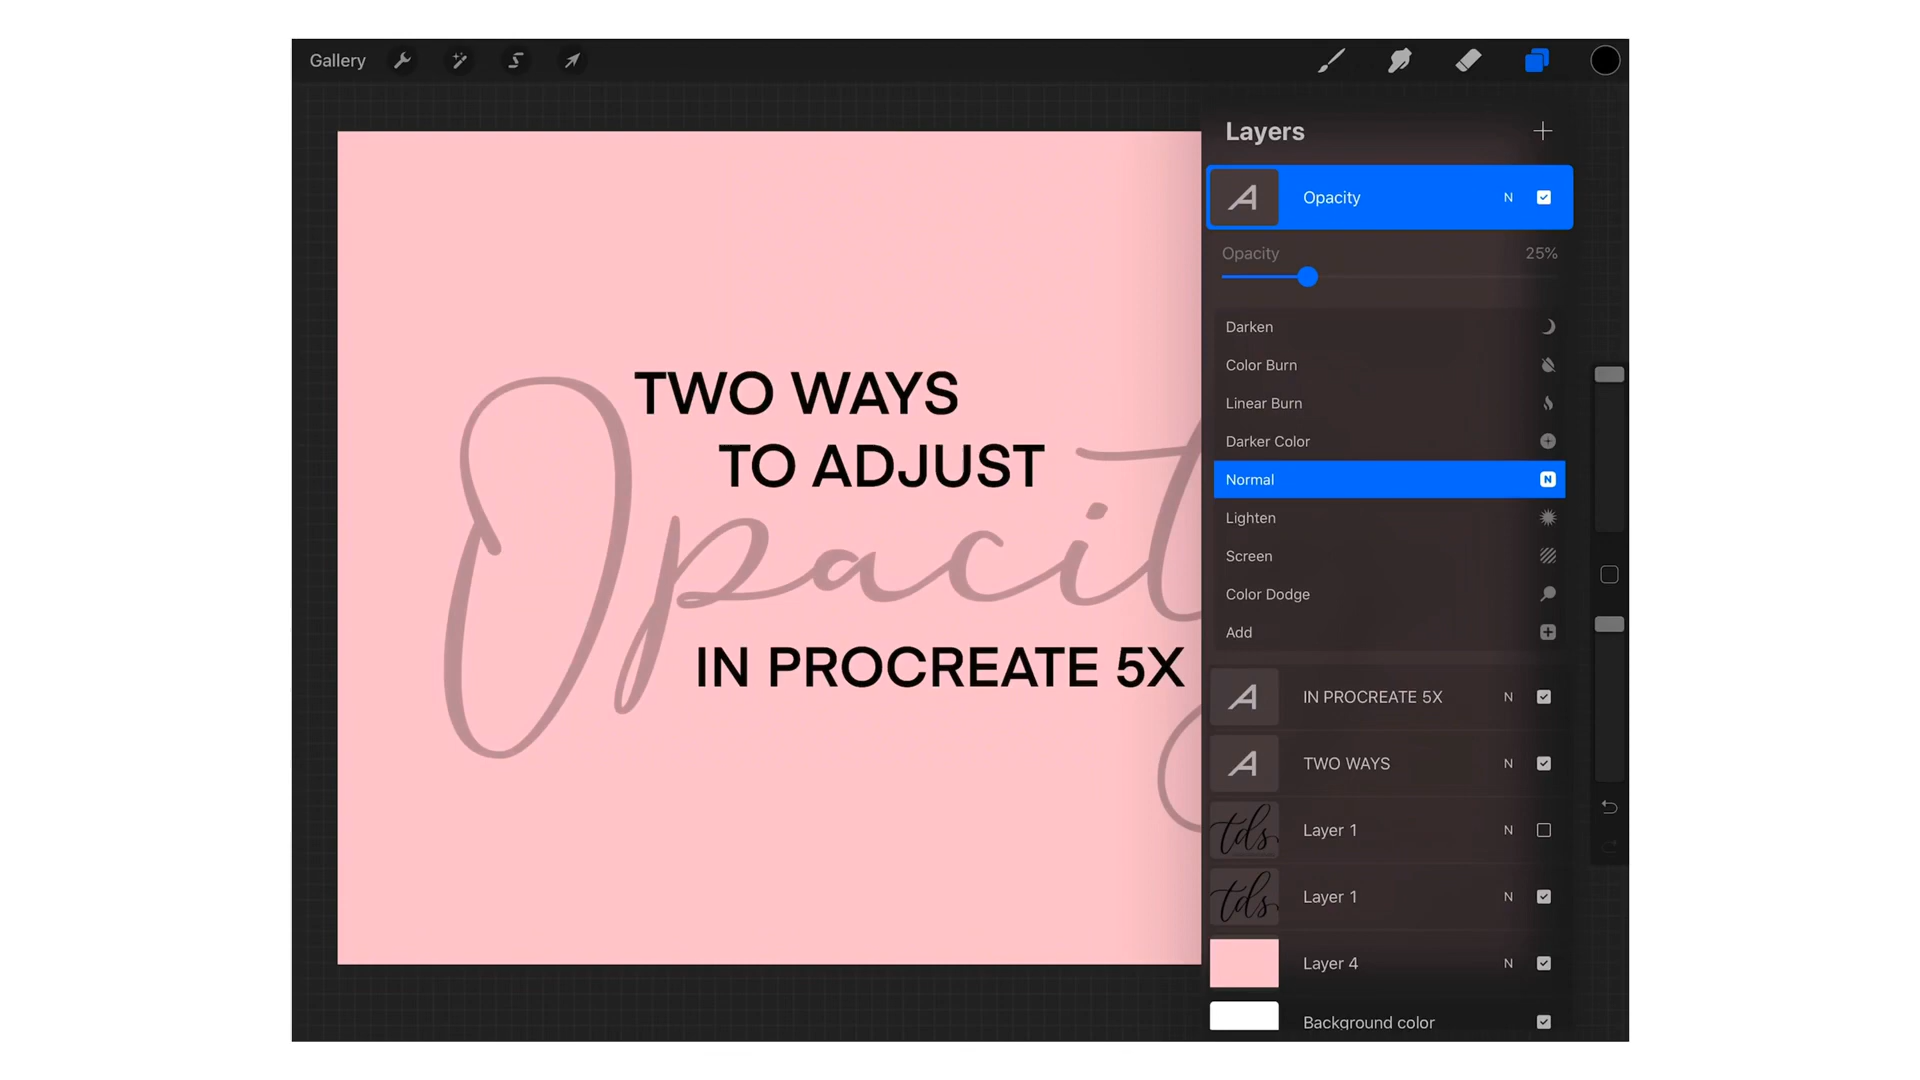 Gallery
TWO WAYS
TO ADJUST
Opacit
IN PROCREATE 5X
Layers
A Opacity N
Opacity 25%
Darken
Color Burn
Linear Burn
Darker Color
Normal N
Lighten
Screen
Color Dodge
Add
A IN PROCREATE 5X N
A TWO WAYS N
tds Layer 1 N
tds Layer 1 N
Layer 4 N
Background color